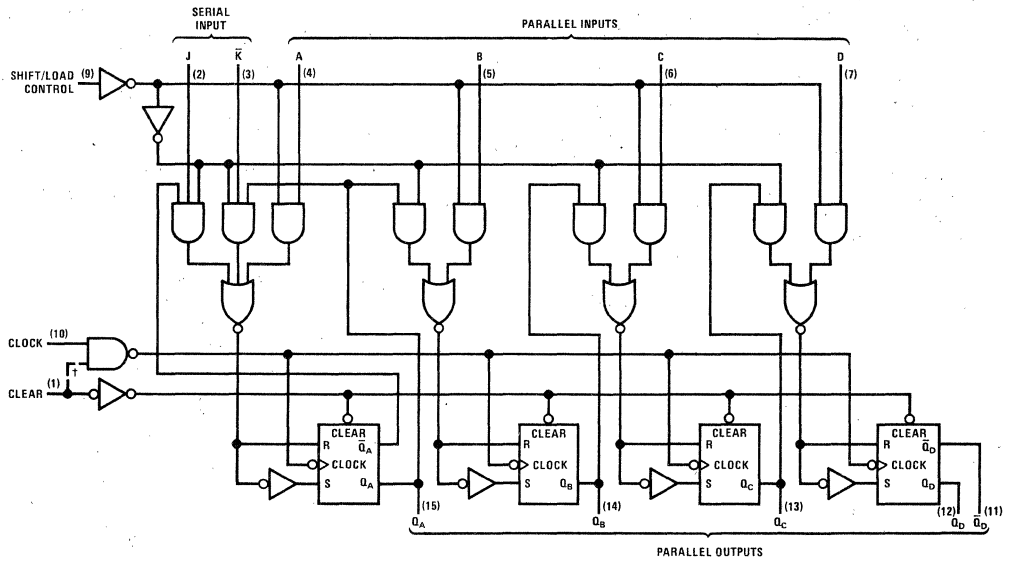 SERIAL
INPUT
PARALLEL INPUTS
J K̅ A B C D
(2) (3) (4) (5) (6) (7)
SHIFT/LOAD (9)
CONTROL
CLOCK (10)
†
CLEAR (1)
CLEAR CLEAR CLEAR CLEAR
R Q̅A R R R Q̅D
CLOCK CLOCK CLOCK CLOCK
S QA S QB S QC S QD
(15) (14) (13) (12) (11)
QA QB QC QD Q̅D
PARALLEL OUTPUTS